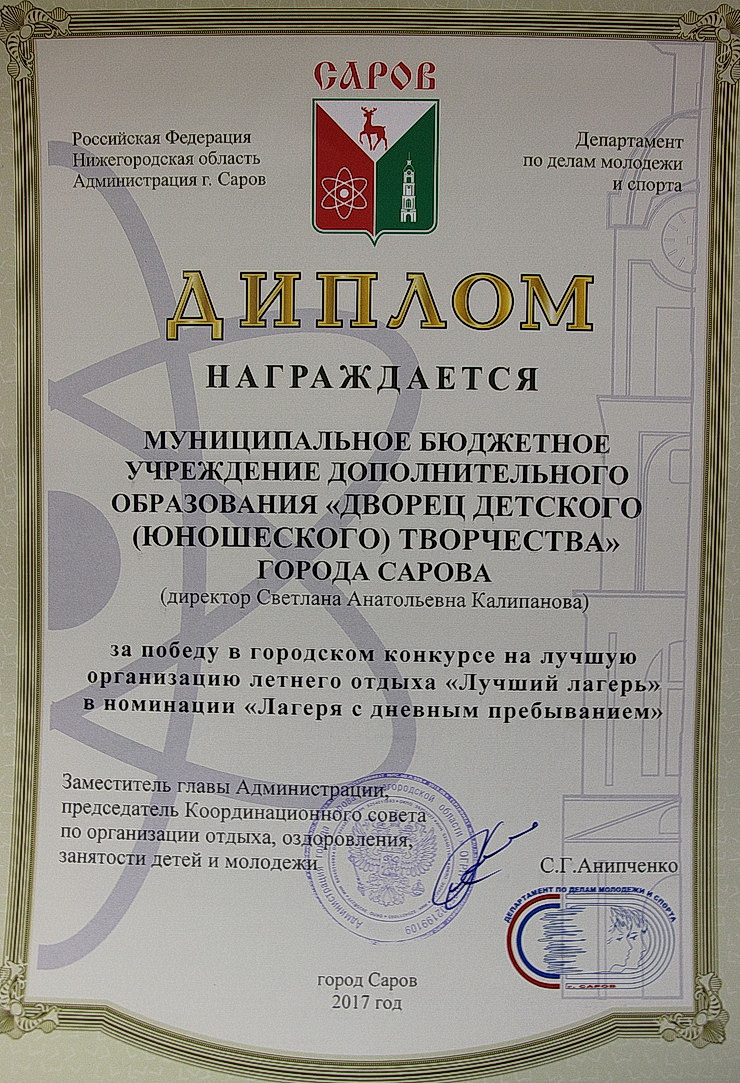 САРОВ
Российская Федерация
Нижегородская область
Администрация г. Саров
Департамент
по делам молодежи
и спорта
ДИПЛОМ
НАГРАЖДАЕТСЯ
МУНИЦИПАЛЬНОЕ БЮДЖЕТНОЕ
УЧРЕЖДЕНИЕ ДОПОЛНИТЕЛЬНОГО
ОБРАЗОВАНИЯ «ДВОРЕЦ ДЕТСКОГО
(ЮНОШЕСКОГО) ТВОРЧЕСТВА»
ГОРОДА САРОВА
(директор Светлана Анатольевна Калипанова)
за победу в городском конкурсе на лучшую
организацию летнего отдыха «Лучший лагерь»
в номинации «Лагеря с дневным пребыванием»
Заместитель главы Администрации,
председатель Координационного совета
по организации отдыха, оздоровления,
занятости детей и молодежи
С.Г.Анипченко
ДЕПАРТАМЕНТ ПО ДЕЛАМ МОЛОДЕЖИ И СПОРТА
г. САРОВ
город Саров
2017 год